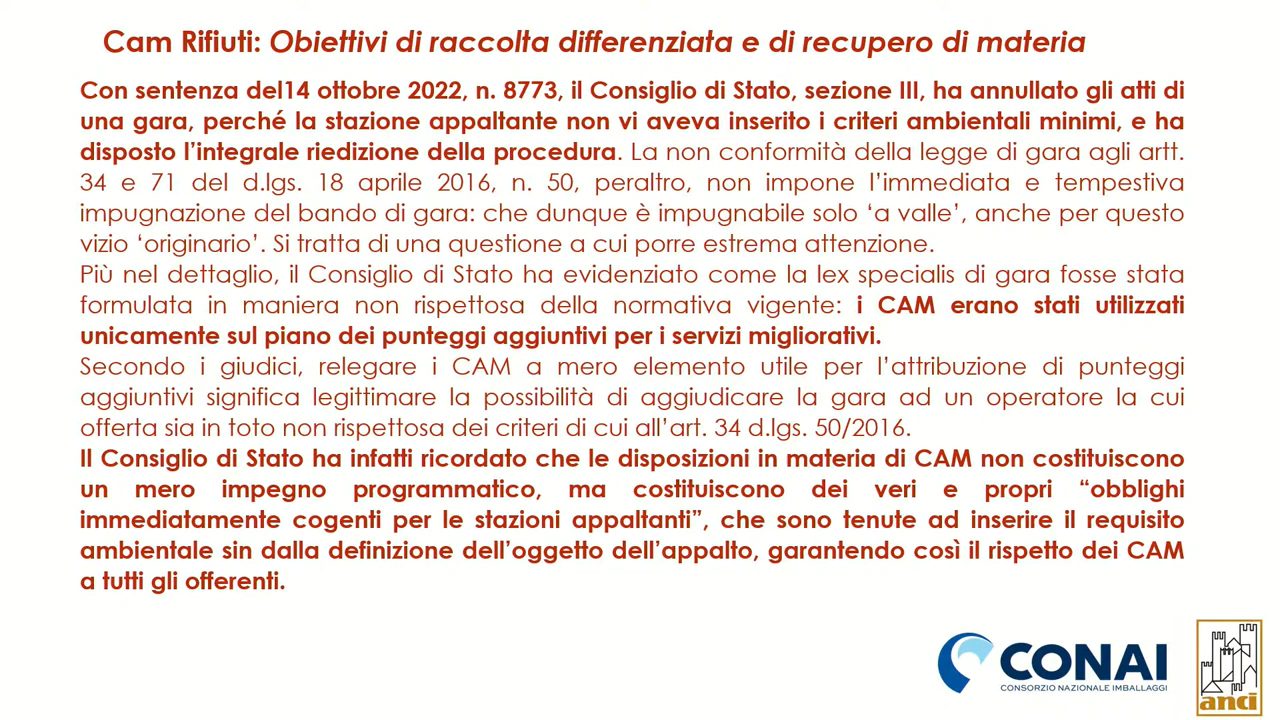 Cam Rifiuti: Obiettivi di raccolta differenziata e di recupero di materia
Con sentenza del14 ottobre 2022, n. 8773, il Consiglio di Stato, sezione III, ha annullato gli atti di
una gara, perché la stazione appaltante non vi aveva inserito i criteri ambientali minimi, e ha
disposto l’integrale riedizione della procedura. La non conformità della legge di gara agli artt.
34 e 71 del d.lgs. 18 aprile 2016, n. 50, peraltro, non impone l’immediata e tempestiva
impugnazione del bando di gara: che dunque è impugnabile solo ‘a valle’, anche per questo
vizio ‘originario’. Si tratta di una questione a cui porre estrema attenzione.
Più nel dettaglio, il Consiglio di Stato ha evidenziato come la lex specialis di gara fosse stata
formulata in maniera non rispettosa della normativa vigente: i CAM erano stati utilizzati
unicamente sul piano dei punteggi aggiuntivi per i servizi migliorativi.
Secondo i giudici, relegare i CAM a mero elemento utile per l’attribuzione di punteggi
aggiuntivi significa legittimare la possibilità di aggiudicare la gara ad un operatore la cui
offerta sia in toto non rispettosa dei criteri di cui all’art. 34 d.lgs. 50/2016.
Il Consiglio di Stato ha infatti ricordato che le disposizioni in materia di CAM non costituiscono
un mero impegno programmatico, ma costituiscono dei veri e propri “obblighi
immediatamente cogenti per le stazioni appaltanti”, che sono tenute ad inserire il requisito
ambientale sin dalla definizione dell’oggetto dell’appalto, garantendo così il rispetto dei CAM
a tutti gli offerenti.
CONAI
CONSORZIO NAZIONALE IMBALLAGGI
anci